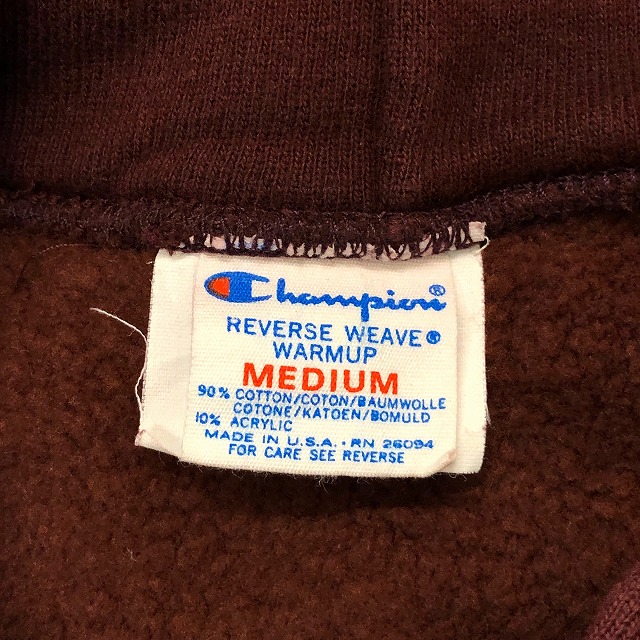 Champion®
REVERSE WEAVE®
WARMUP
MEDIUM
90% COTTON/COTON/BAUMWOLLE
COTONE/KATOEN/BOMULD
10% ACRYLIC
MADE IN U.S.A. • RN 26094
FOR CARE SEE REVERSE